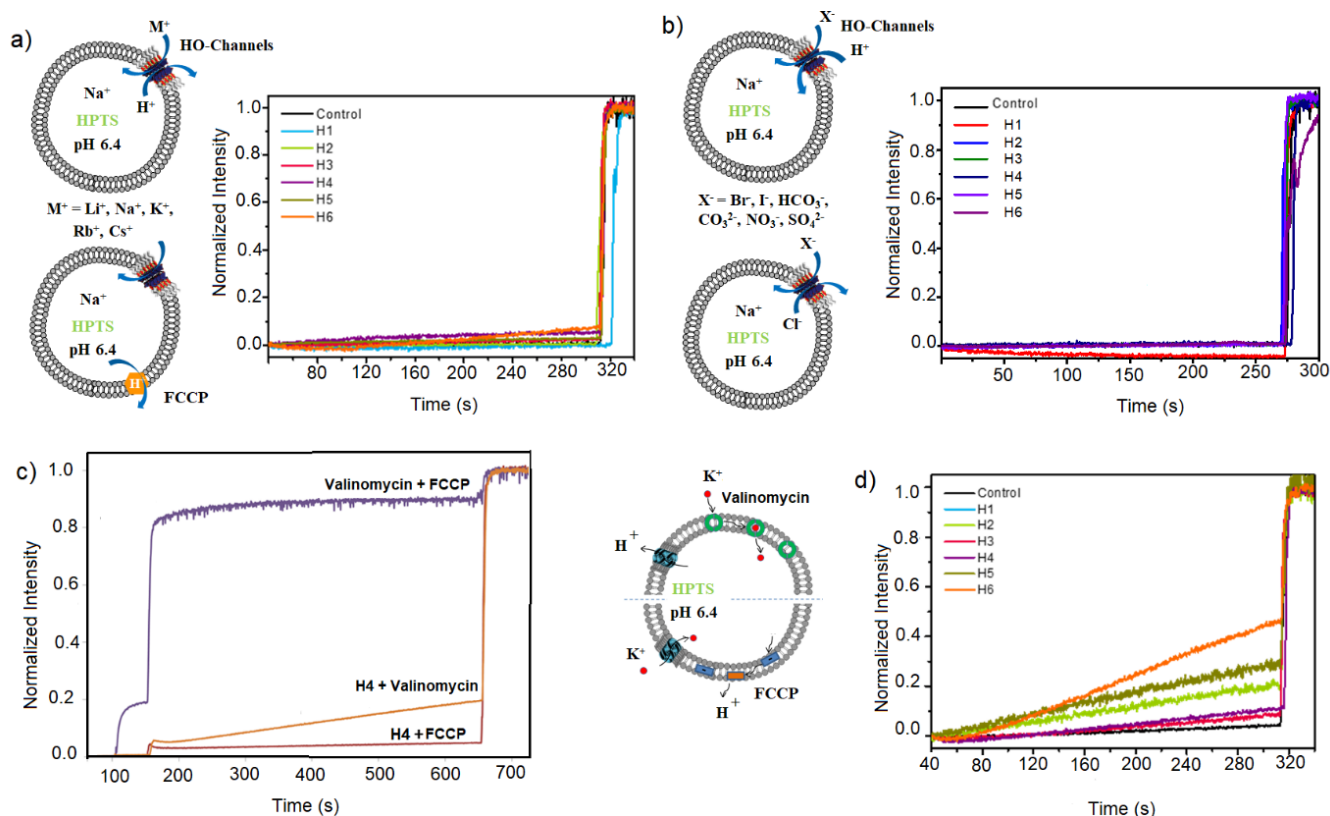 a)
M⁺
HO-Channels
Na⁺
H⁺
HPTS
pH 6.4
M⁺ = Li⁺, Na⁺, K⁺,
Rb⁺, Cs⁺
Na⁺
HPTS
pH 6.4
H
FCCP
Normalized Intensity
1.0
0.8
0.6
0.4
0.2
0.0
Control
H1
H2
H3
H4
H5
H6
80
160
240
320
Time (s)
b)
X⁻
HO-Channels
H⁺
Na⁺
HPTS
pH 6.4
X⁻ = Br⁻, I⁻, HCO₃⁻,
CO₃²⁻, NO₃⁻, SO₄²⁻
X⁻
Na⁺
Cl⁻
HPTS
pH 6.4
Normalized Intensity
1.0
0.8
0.6
0.4
0.2
0.0
Control
H1
H2
H3
H4
H5
H6
50
100
150
200
250
300
Time (s)
c)
Normalized Intensity
1.0
0.8
0.6
0.4
0.2
0.0
Valinomycin + FCCP
H4 + Valinomycin
H4 + FCCP
100
200
300
400
500
600
700
Time (s)
K⁺
Valinomycin
H⁺
HPTS
pH 6.4
K⁺
FCCP
H⁺
d)
Normalized Intensity
1.0
0.8
0.6
0.4
0.2
0.0
Control
H1
H2
H3
H4
H5
H6
40
80
120
160
200
240
280
320
360
Time (s)